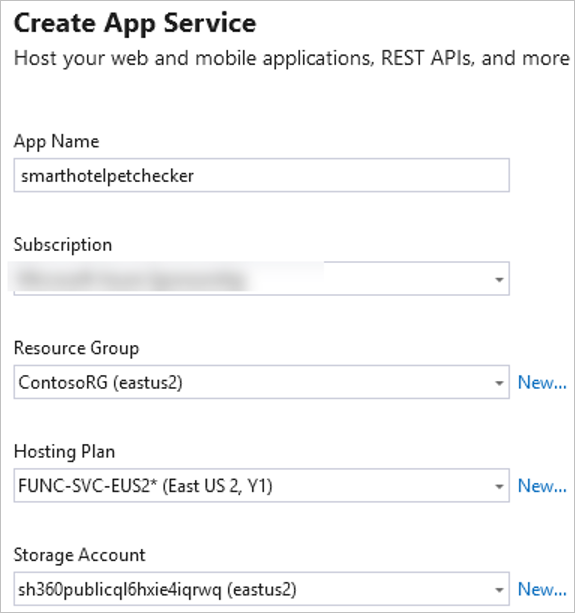 Create App Service
Host your web and mobile applications, REST APIs, and more
App Name
smarthotelpetchecker
Subscription
Resource Group
ContosoRG (eastus2)
New...
Hosting Plan
FUNC-SVC-EUS2* (East US 2, Y1)
New...
Storage Account
sh360publicql6hxie4iqrwq (eastus2)
New...